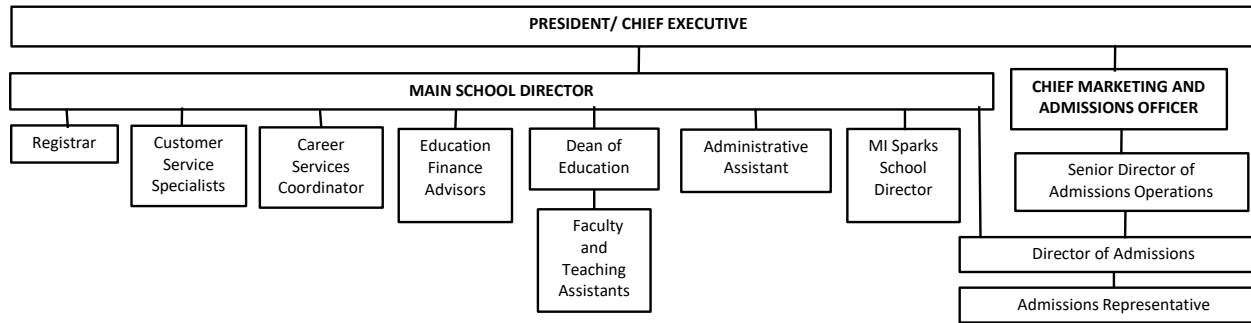 PRESIDENT/ CHIEF EXECUTIVE
MAIN SCHOOL DIRECTOR
CHIEF MARKETING AND
ADMISSIONS OFFICER
Registrar
Customer
Service
Specialists
Career
Services
Coordinator
Education
Finance
Advisors
Dean of
Education
Administrative
Assistant
MI Sparks
School
Director
Senior Director of
Admissions Operations
Faculty
and
Teaching
Assistants
Director of Admissions
Admissions Representative